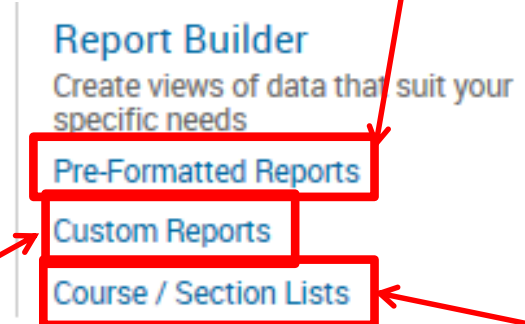 Report Builder
Create views of data that suit your
specific needs
Pre-Formatted Reports
Custom Reports
Course / Section Lists